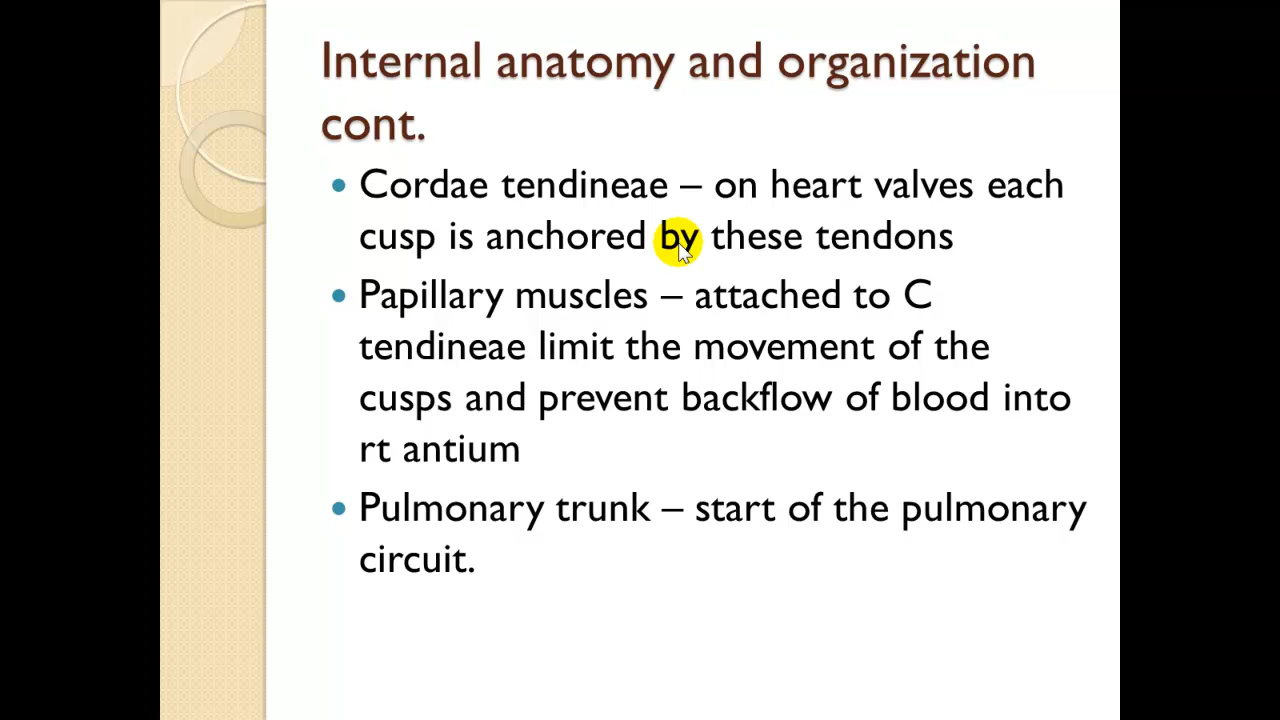 Internal anatomy and organization
cont.
• Cordae tendineae – on heart valves each
cusp is anchored by these tendons
• Papillary muscles – attached to C
tendineae limit the movement of the
cusps and prevent backflow of blood into
rt antium
• Pulmonary trunk – start of the pulmonary
circuit.